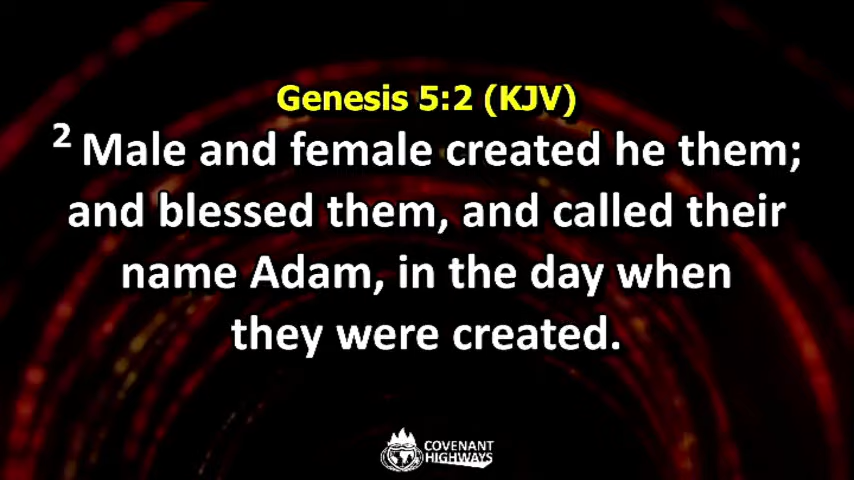 Genesis 5:2 (KJV)
2 Male and female created he them;
and blessed them, and called their
name Adam, in the day when
they were created.
COVENANT
HIGHWAYS